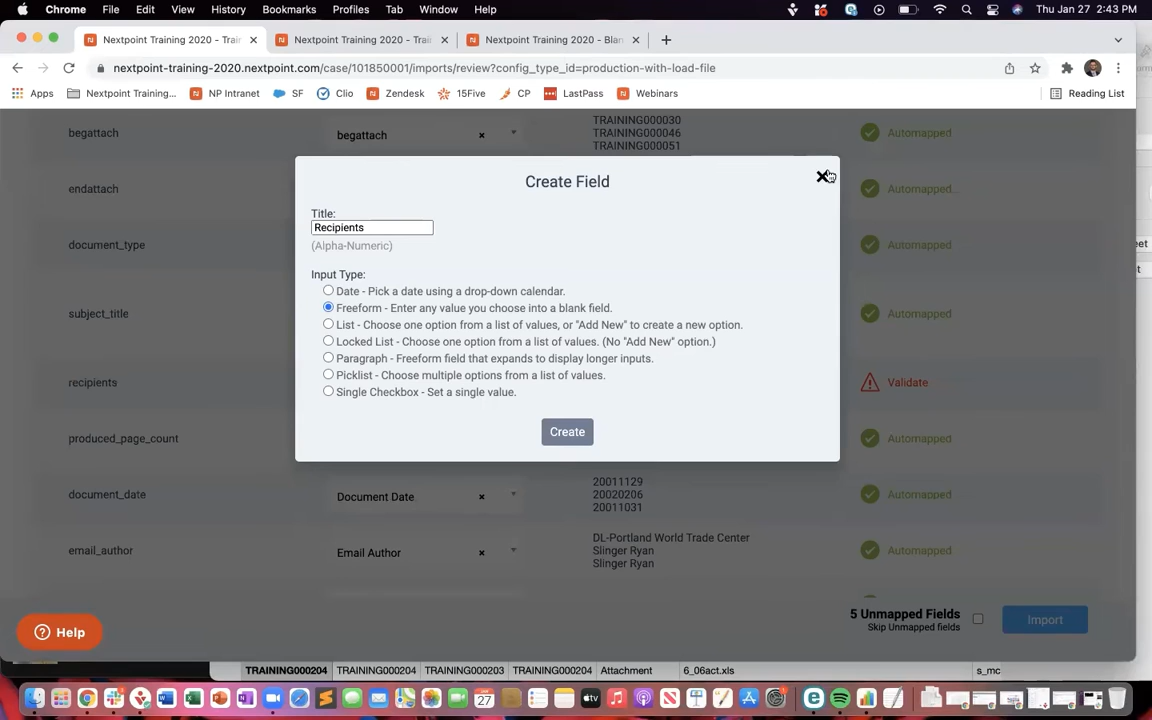 Chrome File Edit View History Bookmarks Profiles Tab Window Help Thu Jan 27 2:43 PM
Nextpoint Training 2020 - Trai Nextpoint Training 2020 - Trai Nextpoint Training 2020 - Blan
nextpoint-training-2020.nextpoint.com/case/101850001/imports/review?config_type_id=production-with-load-file
Apps Nextpoint Training... NP Intranet SF Clio Zendesk 15Five CP LastPass Webinars Reading List
TRAINING000030
begattach begattach × TRAINING000046 Automapped
TRAINING000051
Create Field
endattach Automapped...
Title:
Recipients
(Alpha-Numeric)
document_type Automapped
Input Type:
Date - Pick a date using a drop-down calendar.
Freeform - Enter any value you choose into a blank field.
subject_title Automapped
List - Choose one option from a list of values, or "Add New" to create a new option.
Locked List - Choose one option from a list of values. (No "Add New" option.)
Paragraph - Freeform field that expands to display longer inputs.
Picklist - Choose multiple options from a list of values.
recipients Validate
Single Checkbox - Set a single value.
Create
produced_page_count Automapped
20011129
document_date Document Date × 20020206 Automapped
20011031
DL-Portland World Trade Center
email_author Email Author × Slinger Ryan Automapped
Slinger Ryan
5 Unmapped Fields
Skip Unmapped fields
Import
Help
TRAINING000204 TRAINING000204 TRAINING000203 TRAINING000204 Attachment 6_06act.xls s_mc
27